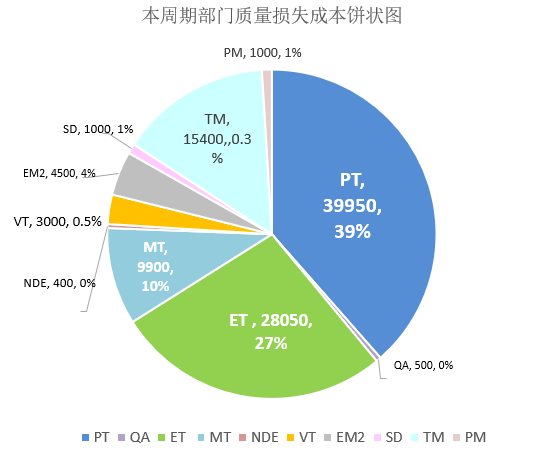 本周期部门质量损失成本饼状图
PM, 1000, 1%
TM,
15400,,0.3
%
SD, 1000, 1%
EM2, 4500, 4%
VT, 3000, 0.5%
NDE, 400, 0%
MT,
9900,
10%
PT,
39950,
39%
ET , 28050,
27%
QA, 500, 0%
PT QA ET MT NDE VT EM2 SD TM PM